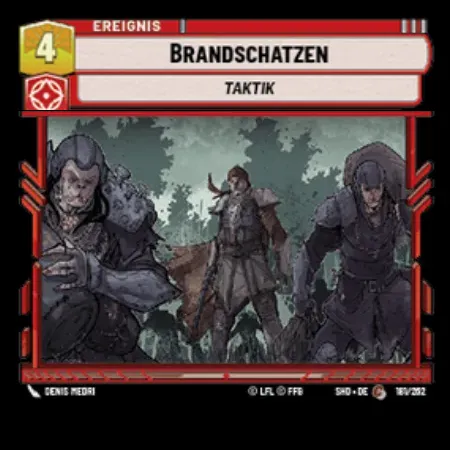 EREIGNIS
4
BRANDSCHATZEN
TAKTIK
DENIS MEDRI
© LFL © FFG
SHD • DE
181/262